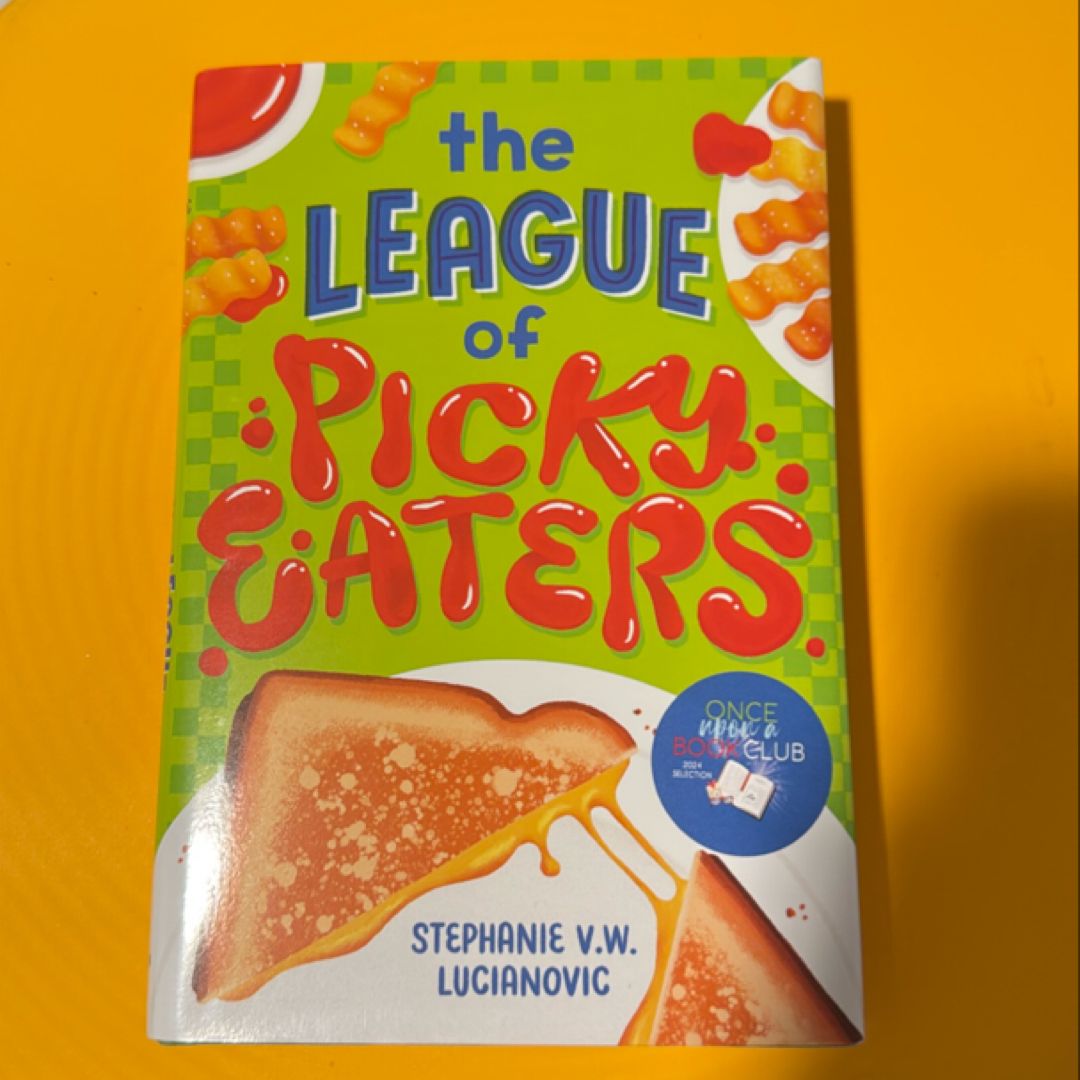 the
LEAGUE
of
PICKY
EATERS
ONCE
upon a
BOOK CLUB
2024
SELECTION
STEPHANIE V.W.
LUCIANOVIC